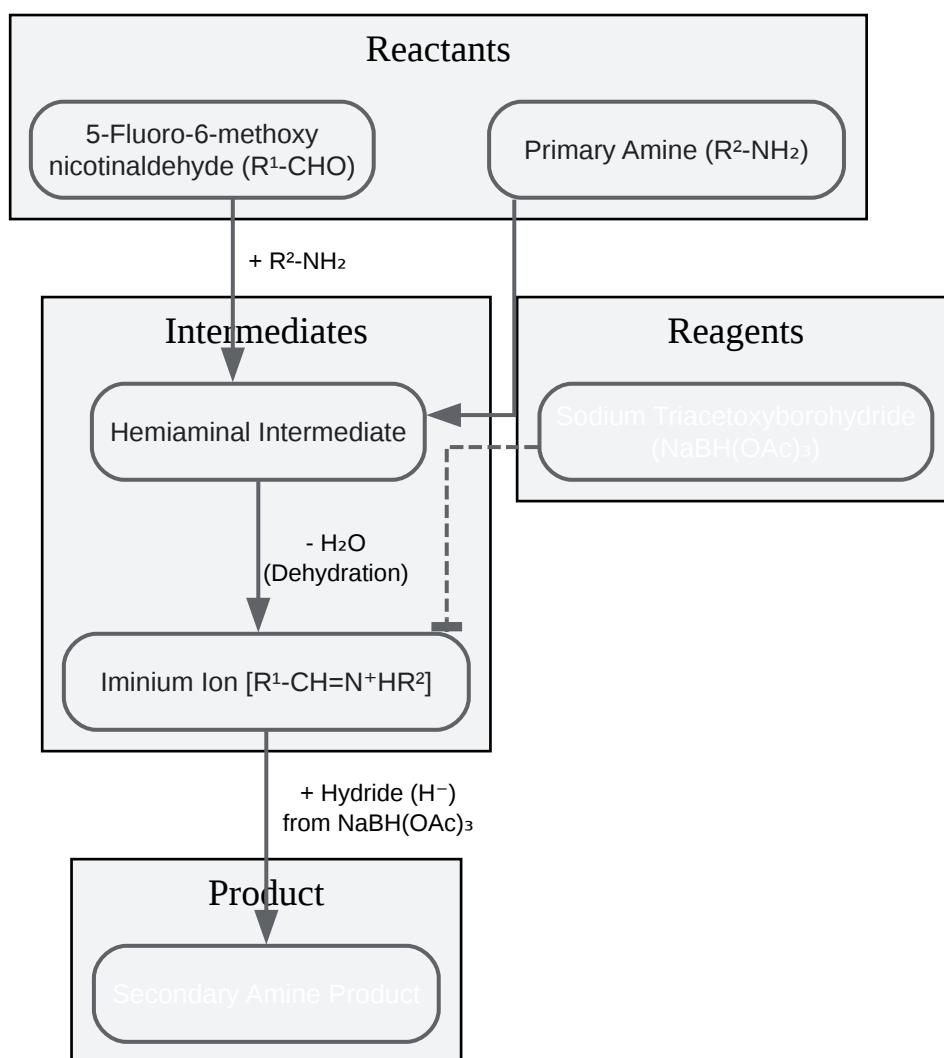 Reactants
5-Fluoro-6-methoxy
nicotinaldehyde (R¹-CHO)
Primary Amine (R²-NH₂)
+ R²-NH₂
Intermediates
Reagents
Hemiaminal Intermediate
Sodium Triacetoxyborohydride
(NaBH(OAc)₃)
- H₂O
(Dehydration)
Iminium Ion [R¹-CH=N⁺HR²]
+ Hydride (H⁻)
from NaBH(OAc)₃
Product
Secondary Amine Product